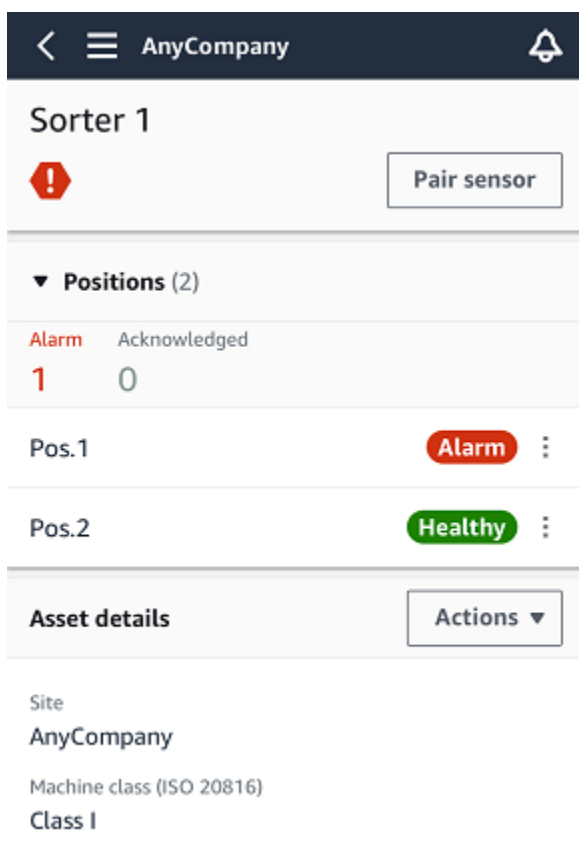 AnyCompany
Sorter 1
Pair sensor
Positions (2)
Alarm Acknowledged
1 0
Pos.1 Alarm
Pos.2 Healthy
Asset details Actions
Site
AnyCompany
Machine class (ISO 20816)
Class I